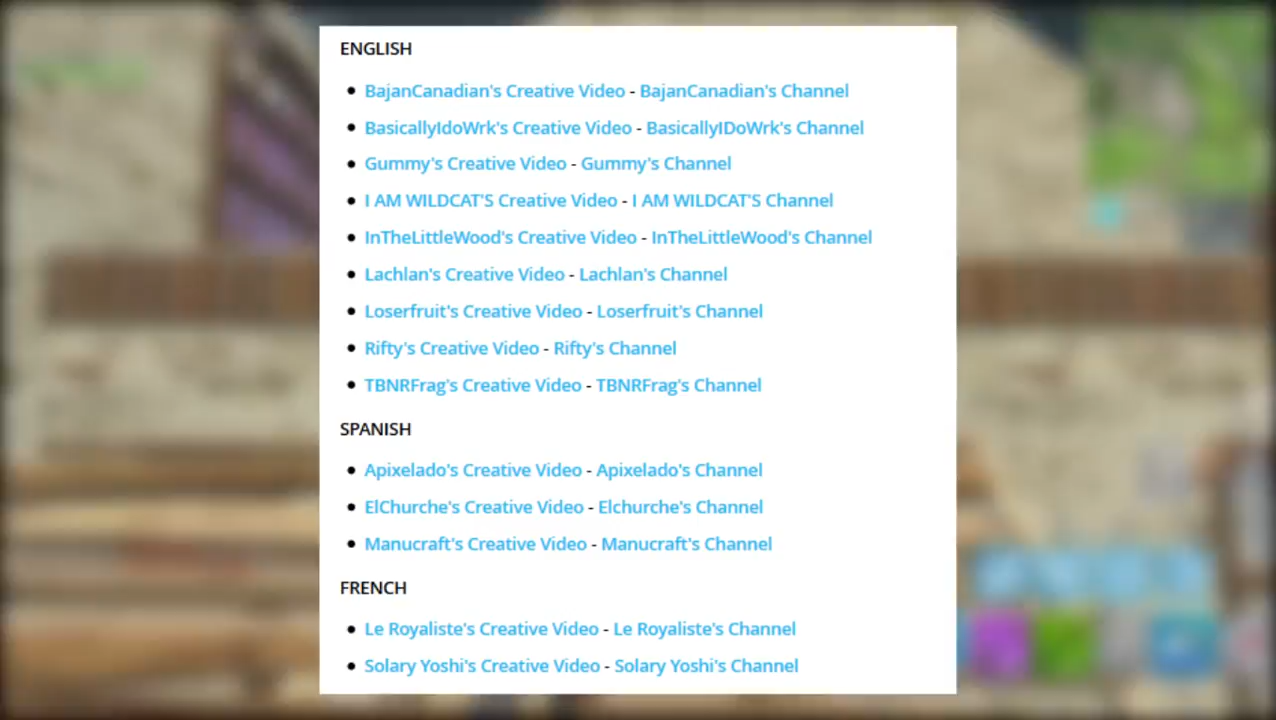 ENGLISH
BajanCanadian's Creative Video - BajanCanadian's Channel
BasicallyIdoWrk's Creative Video - BasicallyIDoWrk's Channel
Gummy's Creative Video - Gummy's Channel
I AM WILDCAT'S Creative Video - I AM WILDCAT'S Channel
InTheLittleWood's Creative Video - InTheLittleWood's Channel
Lachlan's Creative Video - Lachlan's Channel
Loserfruit's Creative Video - Loserfruit's Channel
Rifty's Creative Video - Rifty's Channel
TBNRFrag's Creative Video - TBNRFrag's Channel
SPANISH
Apixelado's Creative Video - Apixelado's Channel
ElChurche's Creative Video - Elchurche's Channel
Manucraft's Creative Video - Manucraft's Channel
FRENCH
Le Royaliste's Creative Video - Le Royaliste's Channel
Solary Yoshi's Creative Video - Solary Yoshi's Channel